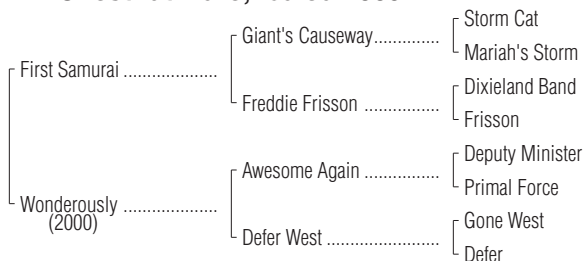 Storm Cat
Giant's Causeway..............
Mariah's Storm
First Samurai ....................
Dixieland Band
Freddie Frisson ................
Frisson
Deputy Minister
Awesome Again ................
Primal Force
Wonderously ....................
(2000)
Gone West
Defer West ........................
Defer